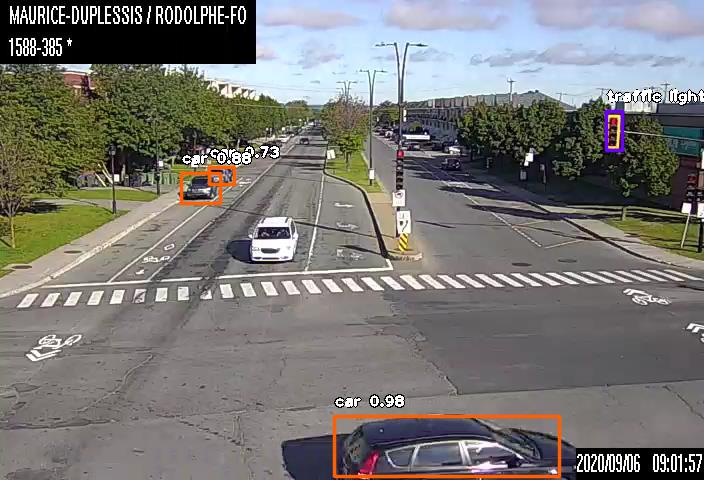 MAURICE-DUPLESSIS / RODOLPHE-FO
1588-385 *
traffic light
car 0.88
car 0.73
car 0.98
2020/09/06 09:01:57